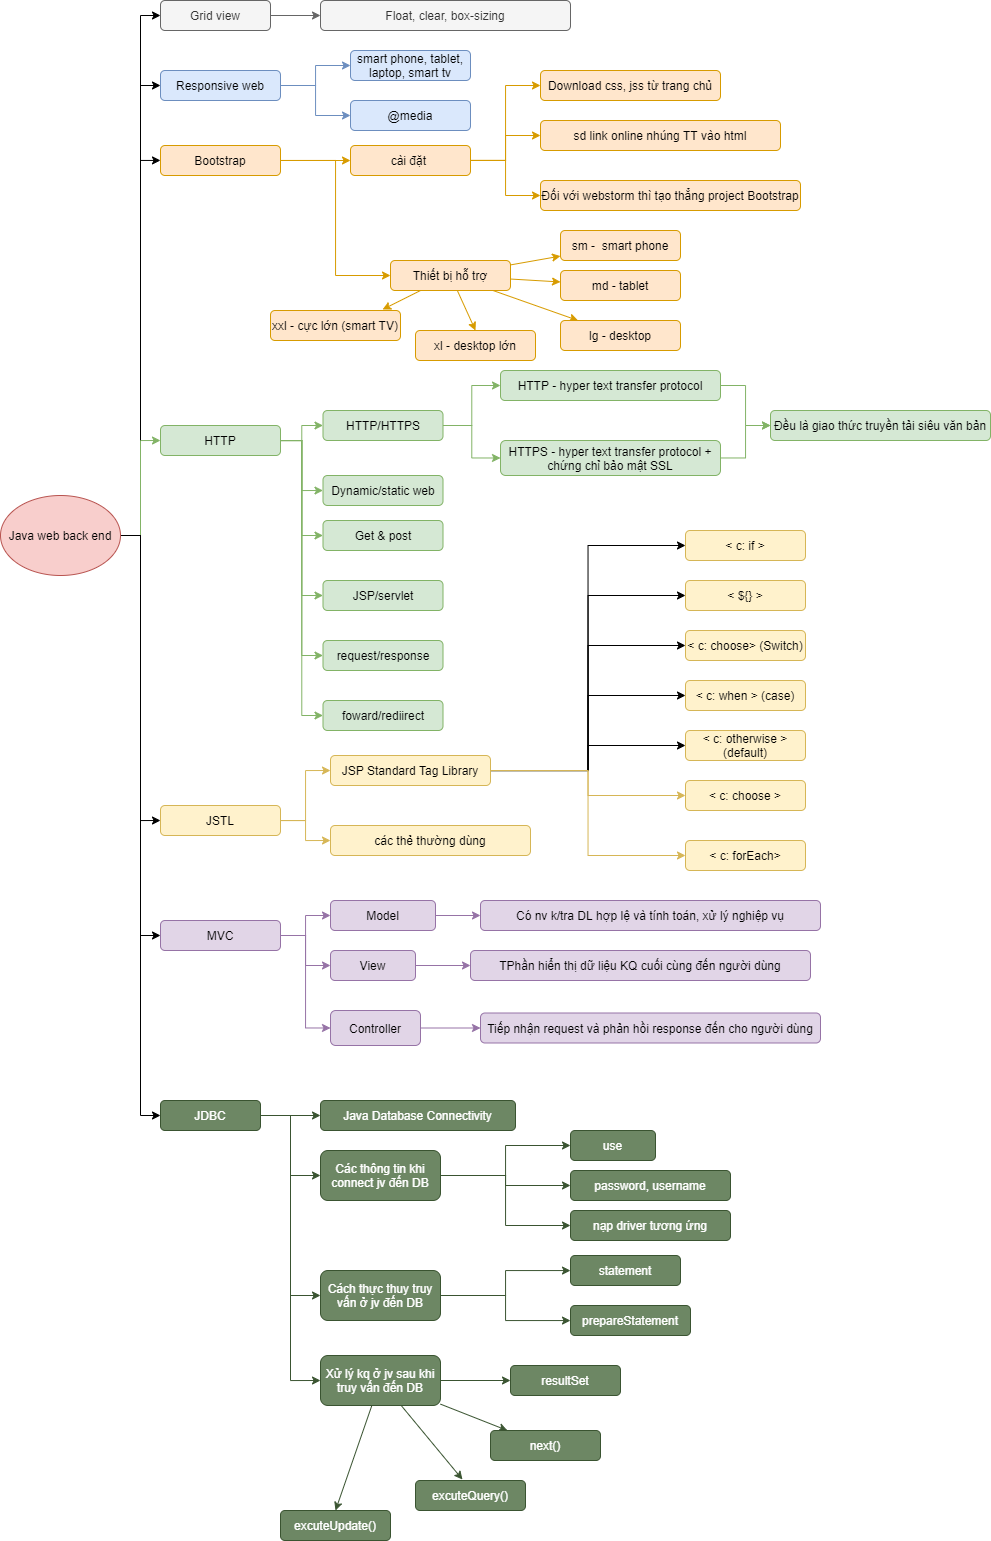 Grid view
Float, clear, box-sizing
Responsive web
smart phone, tablet,
laptop, smart tv
@media
Bootstrap
cài đặt
Download css, jss từ trang chủ
sd link online nhúng TT vào html
Đối với webstorm thì tạo thẳng project Bootstrap
Thiết bị hỗ trợ
sm -  smart phone
md - tablet
lg - desktop
xl - desktop lớn
xxl - cực lớn (smart TV)
HTTP
HTTP/HTTPS
HTTP - hyper text transfer protocol
HTTPS - hyper text transfer protocol +
chứng chỉ bảo mật SSL
Đều là giao thức truyền tải siêu văn bản
Dynamic/static web
Get & post
JSP/servlet
request/response
foward/rediirect
Java web back end
JSTL
JSP Standard Tag Library
< c: if >
< ${} >
< c: choose> (Switch)
< c: when > (case)
< c: otherwise >
(default)
< c: choose >
< c: forEach>
các thẻ thường dùng
MVC
Model
Có nv k/tra DL hợp lệ và tính toán, xử lý nghiệp vụ
View
TPhần hiển thị dữ liệu KQ cuối cùng đến người dùng
Controller
Tiếp nhận request và phản hồi response đến cho người dùng
JDBC
Java Database Connectivity
Các thông tin khi
connect jv đến DB
use
password, username
nạp driver tương ứng
Cách thực thuy truy
vấn ở jv đến DB
statement
prepareStatement
Xử lý kq ở jv sau khi
truy vấn đến DB
resultSet
next()
excuteQuery()
excuteUpdate()